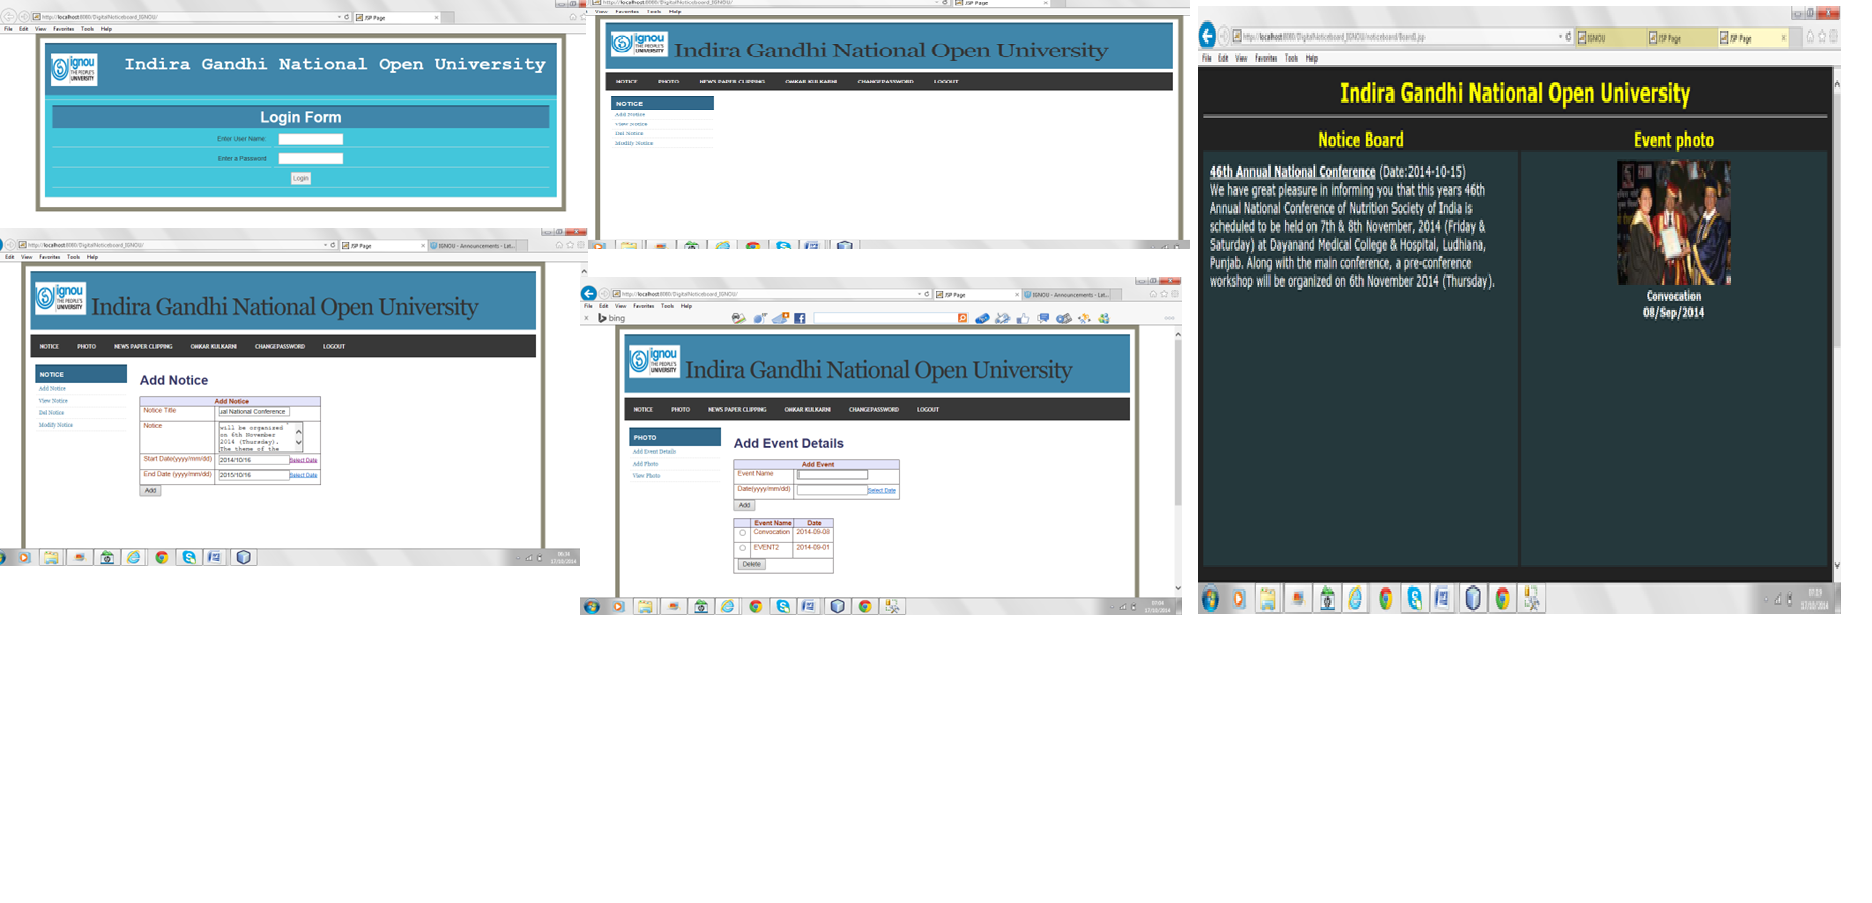 http://localhost:8080/DigitalNoticeboard_IGNOU/
JSP Page
File Edit View Favorites Tools Help
ignou
THE PEOPLE'S
UNIVERSITY
Indira Gandhi National Open University
Login Form
Enter User Name:
Enter a Password
Login
http://localhost:8080/DigitalNoticeboard_IGNOU/
JSP Page
View Favorites Tools Help
ignou
THE PEOPLE'S
UNIVERSITY
Indira Gandhi National Open University
NOTICE PHOTO NEWS PAPER CLIPPING OMKAR KULKARNI CHANGEPASSWORD LOGOUT
NOTICE
Add Notice
View Notice
Del Notice
Modify Notice
http://localhost:8080/DigitalNoticeboard_IGNOU/
JSP Page
IGNOU - Announcements - Lat...
File Edit View Favorites Tools Help
ignou
THE PEOPLE'S
UNIVERSITY
Indira Gandhi National Open University
NOTICE PHOTO NEWS PAPER CLIPPING OMKAR KULKARNI CHANGEPASSWORD LOGOUT
NOTICE
Add Notice
View Notice
Del Notice
Modify Notice
Add Notice
Add Notice
Notice Title
ual National Conference
Notice
will be organized
on 6th November
2014 (Thursday).
The theme of the
Start Date(yyyy/mm/dd) 2014/10/16 Select Date
End Date (yyyy/mm/dd) 2015/10/16 Select Date
Add
06:34
17/10/2014
http://localhost:8080/DigitalNoticeboard_IGNOU/
JSP Page
IGNOU - Announcements - Lat...
File Edit View Favorites Tools Help
x bing
ignou
THE PEOPLE'S
UNIVERSITY
Indira Gandhi National Open University
NOTICE PHOTO NEWS PAPER CLIPPING OMKAR KULKARNI CHANGEPASSWORD LOGOUT
PHOTO
Add Event Details
Add Photo
View Photo
Add Event Details
Add Event
Event Name
Date(yyyy/mm/dd) Select Date
Add
Event Name Date
Convocation 2014-09-08
EVENT2 2014-09-01
Delete
07:04
17/10/2014
http://localhost:8080/DigitalNoticeboard_IGNOU/noticeboard/Board1.jsp
IGNOU
JSP Page
JSP Page
File Edit View Favorites Tools Help
Indira Gandhi National Open University
Notice Board
46th Annual National Conference (Date:2014-10-15)
We have great pleasure in informing you that this years 46th
Annual National Conference of Nutrition Society of India is
scheduled to be held on 7th & 8th November, 2014 (Friday &
Saturday) at Dayanand Medical College & Hospital, Ludhiana,
Punjab. Along with the main conference, a pre-conference
workshop will be organized on 6th November 2014 (Thursday).
Event photo
Convocation
08/Sep/2014
17/10/2014